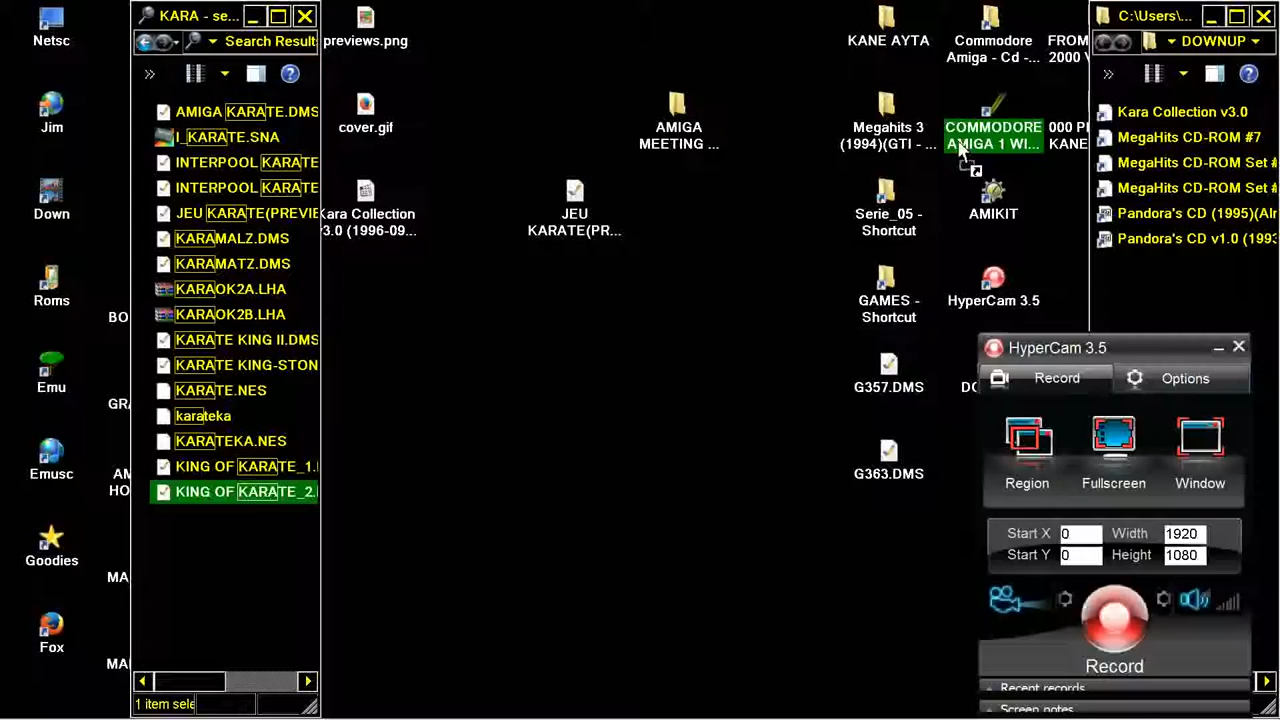 Netsc
Jim
Down
Roms
Emu
Emusc
Goodies
Fox
BO
GRA
AM
HO
MA
MA
KARA - se...
Search Results
»
AMIGA KARATE.DMS
I_KARATE.SNA
INTERPOOL KARATE
INTERPOOL KARATE
JEU KARATE(PREVIE
KARAMALZ.DMS
KARAMATZ.DMS
KARAOK2A.LHA
KARAOK2B.LHA
KARATE KING II.DMS
KARATE KING-STON
KARATE.NES
karateka
KARATEKA.NES
KING OF KARATE_1.
KING OF KARATE_2.
1 item sele
previews.png
cover.gif
Kara Collection
v3.0 (1996-09...
JEU
KARATE(PR...
AMIGA
MEETING ...
KANE AYTA
Megahits 3
(1994)(GTI - ...
Serie_05 -
Shortcut
GAMES -
Shortcut
G357.DMS
G363.DMS
Commodore
Amiga - Cd -...
COMMODORE
AMIGA 1 WI...
AMIKIT
HyperCam 3.5
FROM
2000 V
000 P
KANE
C:\Users\...
DOWNUP
»
Kara Collection v3.0
MegaHits CD-ROM #7
MegaHits CD-ROM Set #
MegaHits CD-ROM Set #
Pandora's CD (1995)(Al
Pandora's CD v1.0 (1993
HyperCam 3.5
Record
Options
Region
Fullscreen
Window
Start X 0 Width 1920
Start Y 0 Height 1080
Record
Recent records
Screen notes